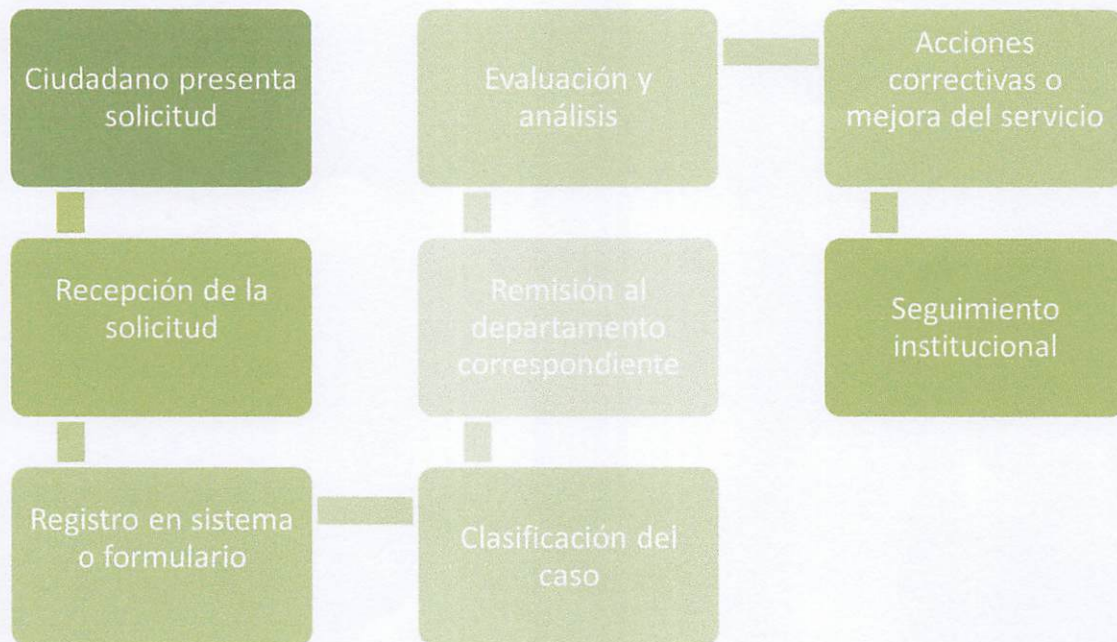 Ciudadano presenta
solicitud
Recepción de la
solicitud
Registro en sistema
o formulario
Clasificación del
caso
Remisión al
departamento
correspondiente
Evaluación y
análisis
Acciones
correctivas o
mejora del servicio
Seguimiento
institucional